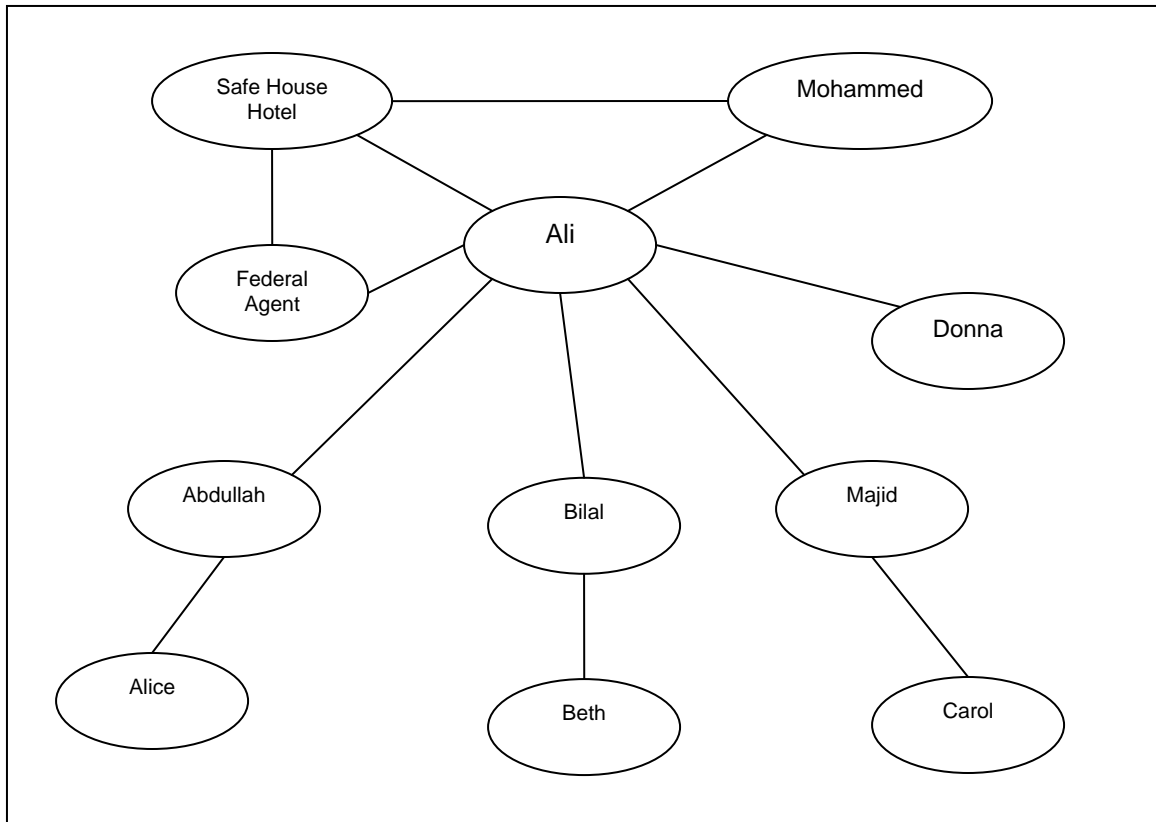 Safe House
Hotel
Mohammed
Ali
Federal
Agent
Donna
Abdullah
Bilal
Majid
Alice
Beth
Carol